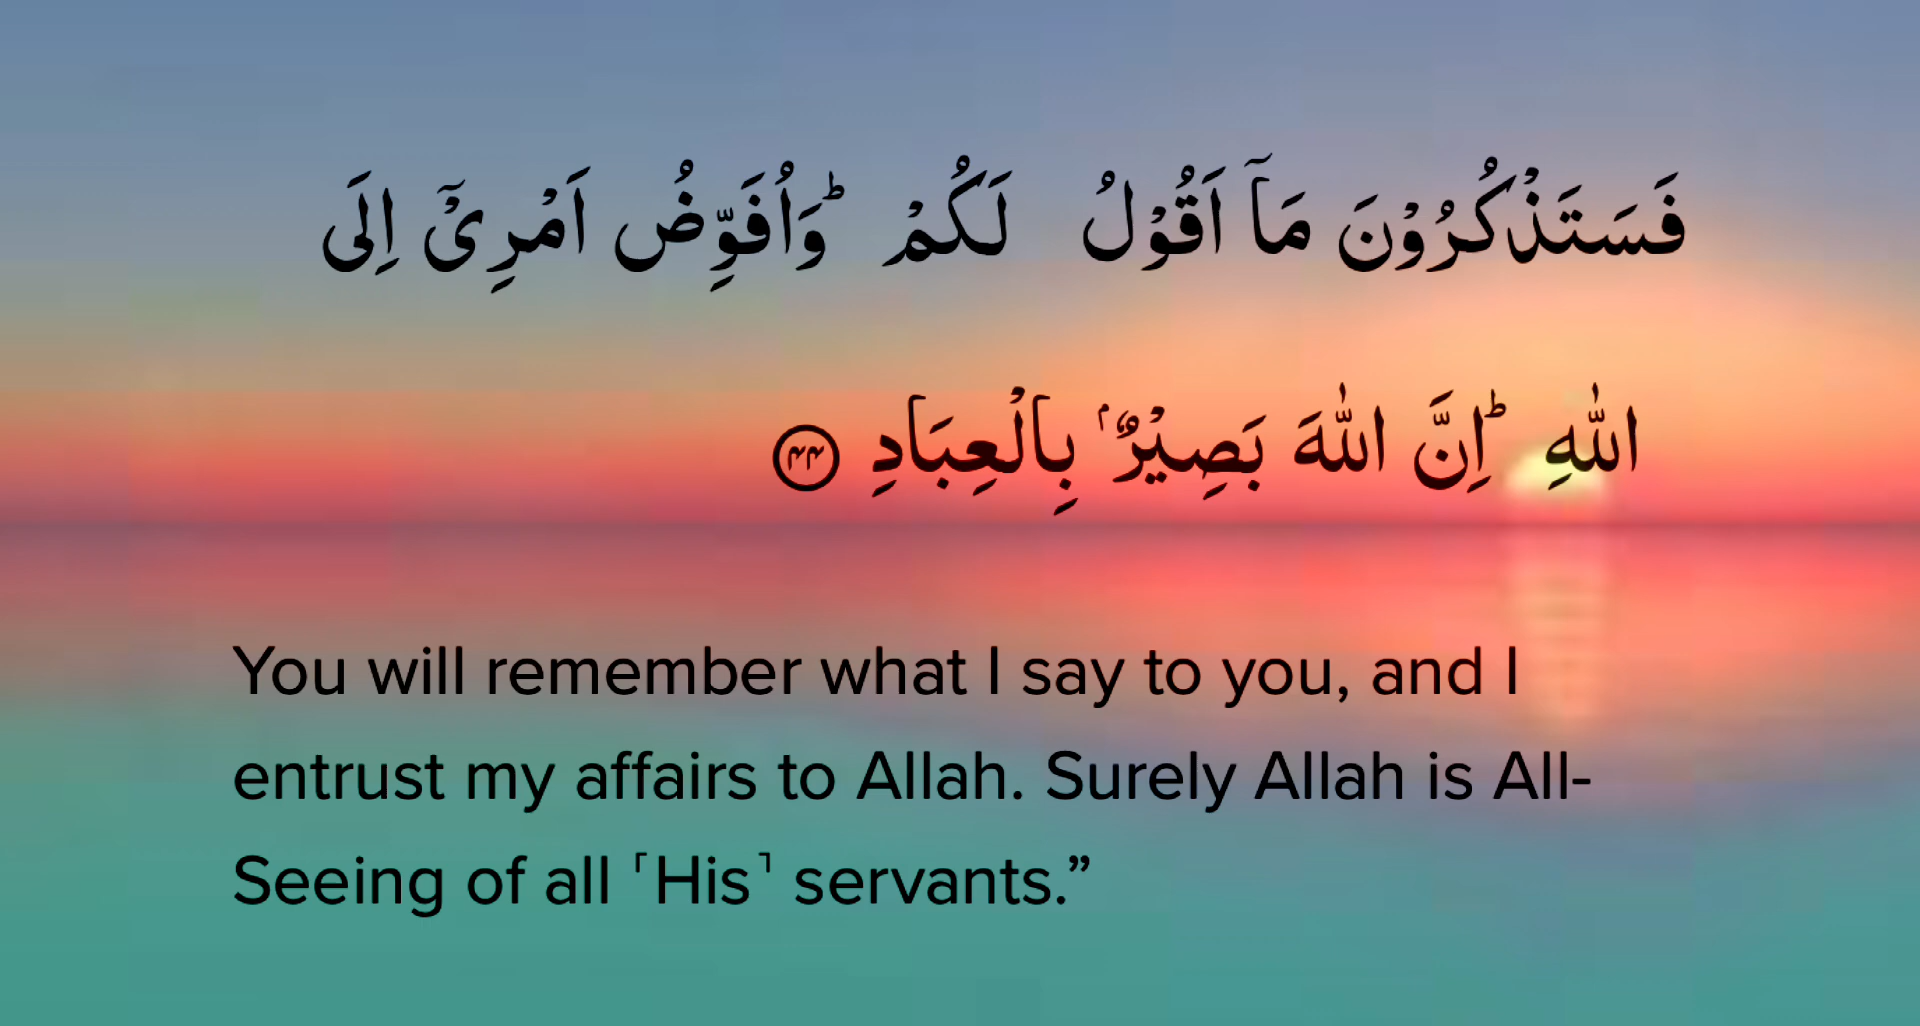 فَسَتَذْكُرُوْنَ مَاۤ اَقُوْلُ لَكُمْ ؕ وَاُفَوِّضُ اَمْرِیْۤ اِلَی
اللّٰهِ ؕ اِنَّ اللّٰهَ بَصِیْرٌۢ بِالْعِبَادِ ۴۴
You will remember what I say to you, and I
entrust my affairs to Allah. Surely Allah is All-
Seeing of all ˹His˺ servants.”